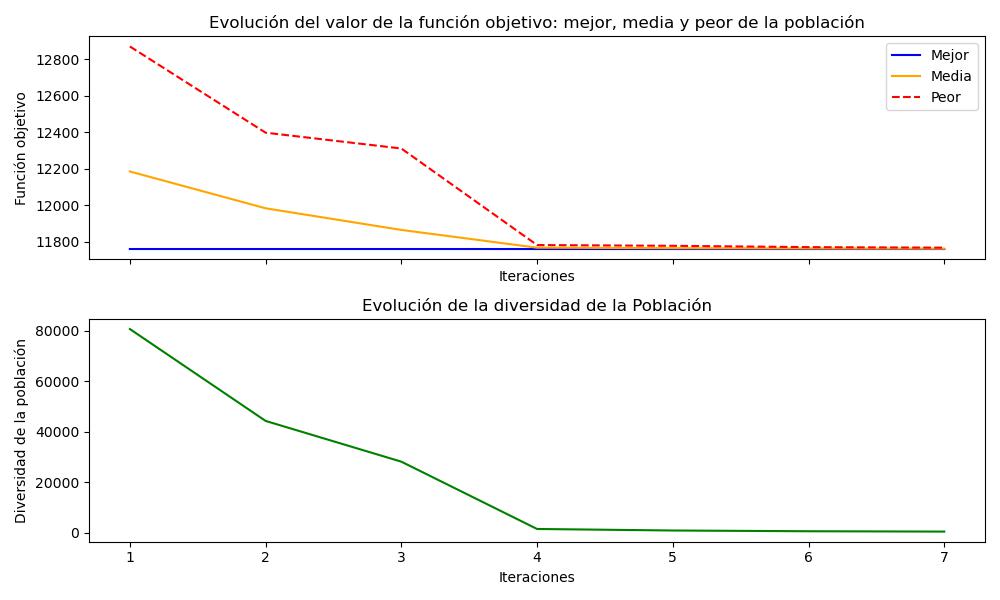 Evolución del valor de la función objetivo: mejor, media y peor de la población
12800
12600
12400
12200
12000
11800
Función objetivo
Mejor
Media
Peor
Iteraciones
Evolución de la diversidad de la Población
80000
60000
40000
20000
0
Diversidad de la población
1 2 3 4 5 6 7
Iteraciones